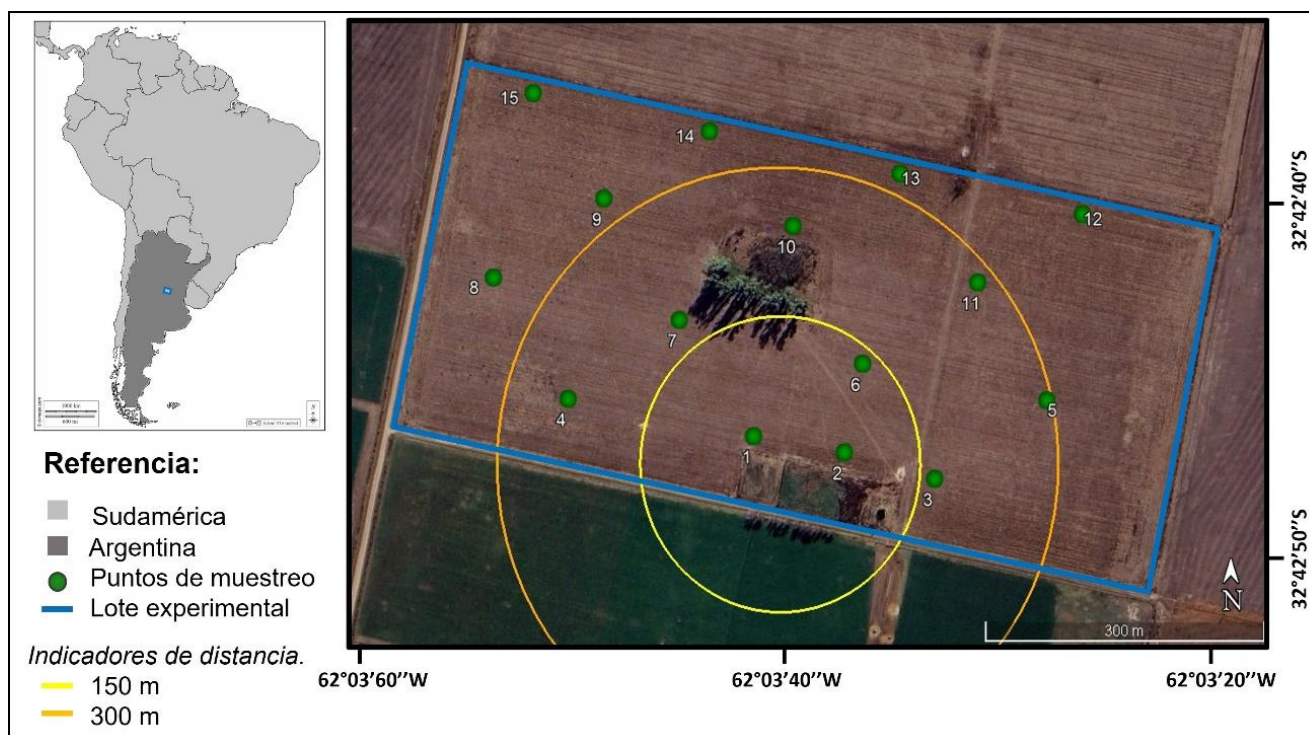 15
14
13
12
9
10
11
8
7
6
4
5
1
2
3
32°42'40''S
32°42'50''S
N
300 m
62°03'60''W
62°03'40''W
62°03'20''W
1000 km
Referencia:
Sudamérica
Argentina
Puntos de muestreo
Lote experimental
Indicadores de distancia.
150 m
300 m